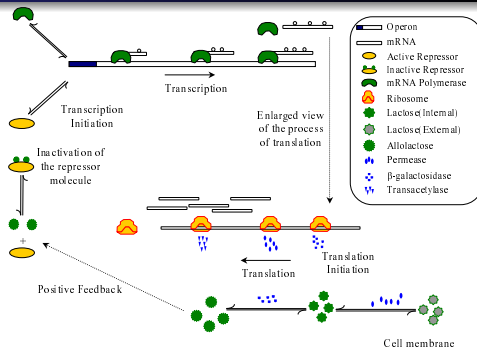 Operon
mRNA
Active Repressor
Inactive Repressor
mRNA Polymerase
Ribosome
Lactose(Internal)
Lactose(External)
Allolactose
Permease
β-galactosidase
Transacetylase
Transcription
Transcription
Initiation
Enlarged view
of the process
of translation
Inactivation of
the repressor
molecule
+
Translation
Initiation
Translation
Positive Feedback
Cell membrane